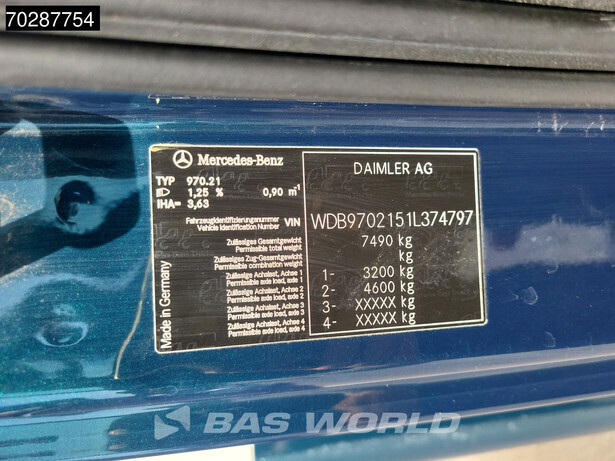 70287754
Mercedes-Benz
DAIMLER AG
TYP 970.21
1,25 % 0,90 m⁻¹
IHA= 3,63
Fahrzeugidentifizierungsnummer
Vehicle Identification Number
VIN WDB9702151L374797
Zulässiges Gesamtgewicht
Permissible total weight
7490 kg
Zulässiges Zug-Gesamtgewicht
Permissible combination weight
kg
Zulässige Achslast, Achse 1
Permissible axle load, axle 1
1- 3200 kg
Zulässige Achslast, Achse 2
Permissible axle load, axle 2
2- 4600 kg
Zulässige Achslast, Achse 3
Permissible axle load, axle 3
3- XXXXX kg
Zulässige Achslast, Achse 4
Permissible axle load, axle 4
4- XXXXX kg
Made in Germany
BAS WORLD